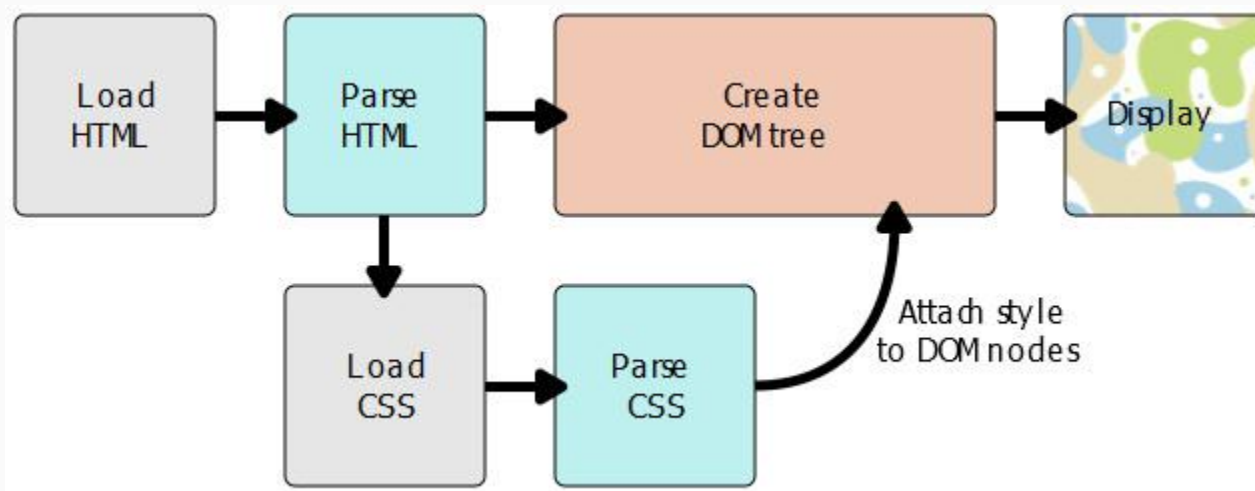 Load
HTML
Parse
HTML
Create
DOM tree
Display
Load
CSS
Parse
CSS
Attach style
to DOM nodes